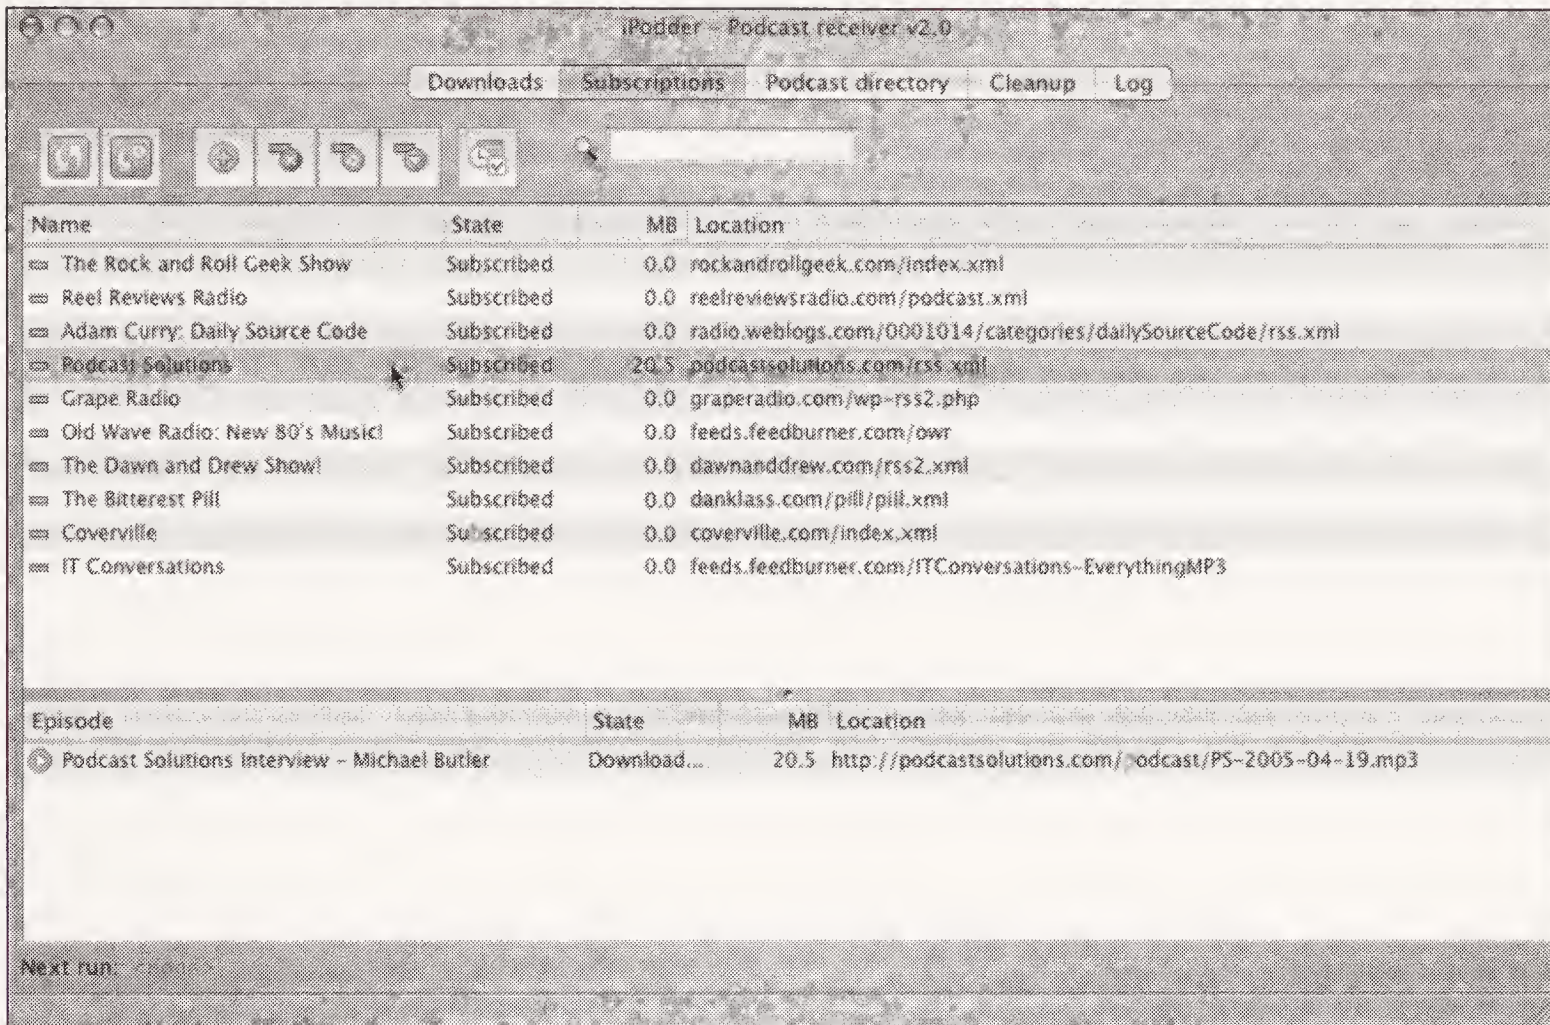 iPodder – Podcast receiver v2.0
Downloads Subscriptions Podcast directory Cleanup Log
Name State MB Location
The Rock and Roll Geek Show Subscribed 0.0 rockandrollgeek.com/index.xml
Reel Reviews Radio Subscribed 0.0 reelreviewsradio.com/podcast.xml
Adam Curry: Daily Source Code Subscribed 0.0 radio.weblogs.com/0001014/categories/dailySourceCode/rss.xml
Podcast Solutions Subscribed 20.5 podcastsolutions.com/rss.xml
Grape Radio Subscribed 0.0 graperadio.com/wp-rss2.php
Old Wave Radio: New 80's Music! Subscribed 0.0 feeds.feedburner.com/owr
The Dawn and Drew Show! Subscribed 0.0 dawnanddrew.com/rss2.xml
The Bitterest Pill Subscribed 0.0 danklass.com/pill/pill.xml
Coverville Subscribed 0.0 coverville.com/index.xml
IT Conversations Subscribed 0.0 feeds.feedburner.com/ITConversations-EverythingMP3
Episode State MB Location
Podcast Solutions Interview – Michael Butler Download... 20.5 http://podcastsolutions.com/podcast/PS-2005-04-19.mp3
Next run: <none>